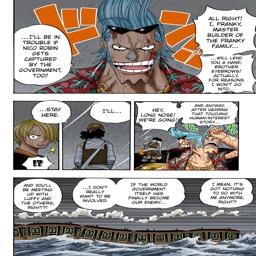 ALL
RIGHT!
I, FRANKY,
MASTER
BUILDER
OF THE
FRANKY
FAMILY...
...WILL LEND
YOU A HAND,
BROTHER
EYEBROWS!
ACTUALLY,
FOR REASONS
I WON'T
GO INTO...
...I'LL BE IN
TROUBLE IF
NICO ROBIN
GETS
CAPTURED
BY THE
GOVERNMENT,
TOO!
AND ANYWAY,
AFTER HEARING
THAT TOUCHING
HUMAN-INTEREST
STORY...
HEY,
LONG NOSE!
WE'RE GOING!
I'LL...
...STAY
HERE.
!?
I MEAN, IT'S
GOT NOTHING
TO DO WITH
ME ANYMORE,
RIGHT?
IF THE WORLD
GOVERNMENT
ITSELF
HAS FINALLY
BECOME OUR
ENEMY...
...I DON'T
REALLY
WANT TO BE
INVOLVED.
AND YOU'LL
BE MEETING
UP WITH
LUFFY AND
THE OTHERS,
RIGHT?!